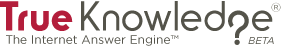 True Knowledge®
The Internet Answer Engine™ BETA